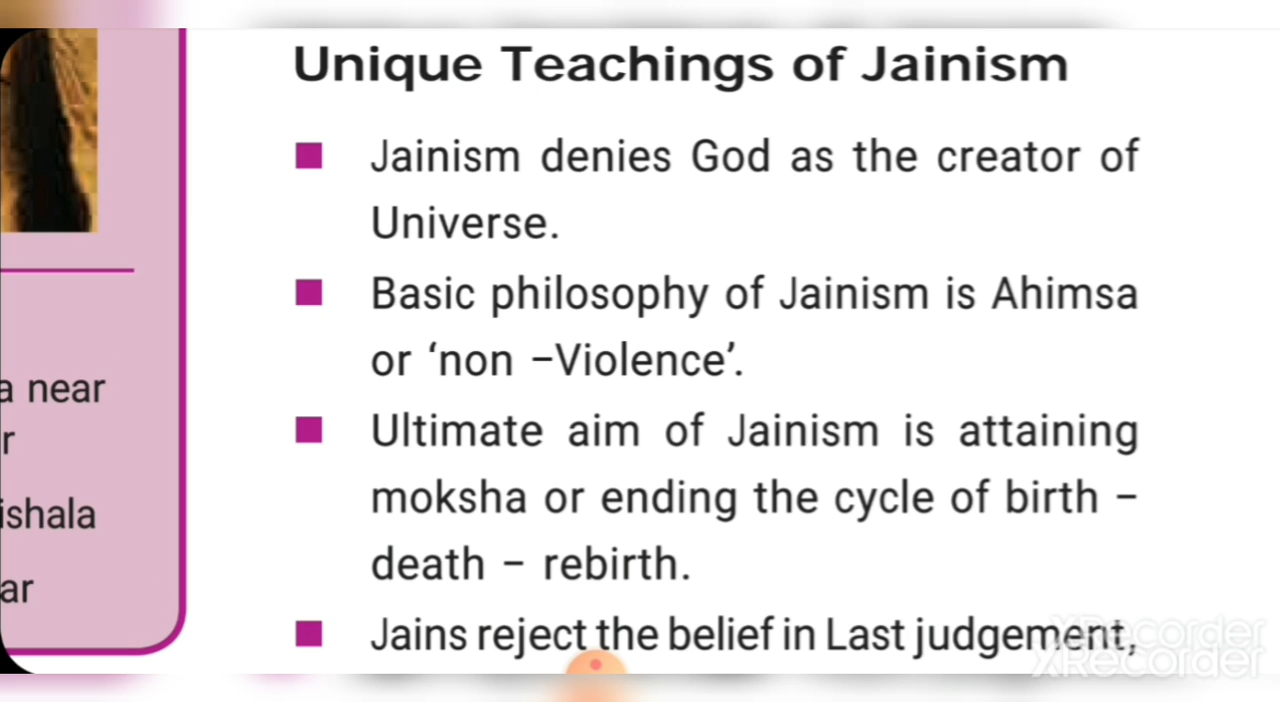 Unique Teachings of Jainism
■ Jainism denies God as the creator of
Universe.
■ Basic philosophy of Jainism is Ahimsa
or ‘non –Violence’.
■ Ultimate aim of Jainism is attaining
moksha or ending the cycle of birth –
death – rebirth.
■ Jains reject the belief in Last judgement,
a near
r
ishala
ar
XRecorder
XRecorder